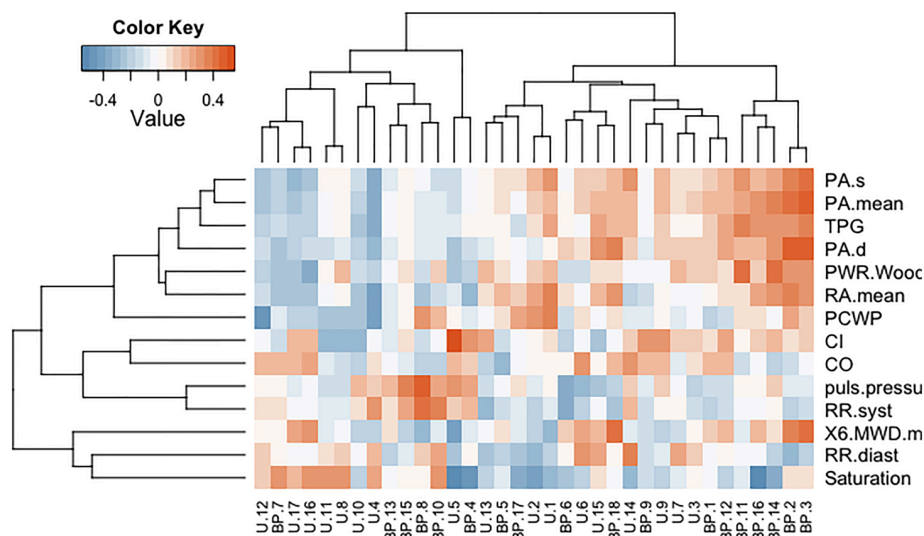 Color Key
-0.4 0 0.4
Value
PA.s
PA.mean
TPG
PA.d
PWR.Wood
RA.mean
PCWP
CI
CO
puls.pressu
RR.syst
X6.MWD.m
RR.diast
Saturation
U.12 BP.7 U.17 U.16 U.11 U.8 U.10 U.4 BP.13 BP.15 BP.8 BP.10 U.5 BP.4 U.13 BP.5 BP.17 U.2 U.1 BP.6 U.6 U.15 BP.18 U.14 BP.9 U.9 U.7 U.3 BP.1 BP.12 BP.11 BP.16 BP.14 BP.2 BP.3